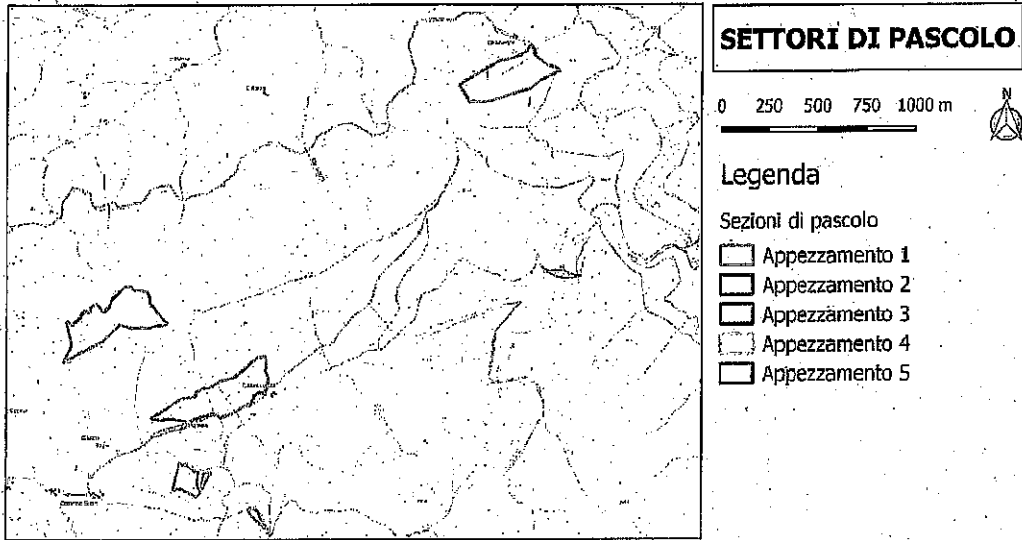 SETTORI DI PASCOLO
0 250 500 750 1000 m
N
Legenda
Sezioni di pascolo
Appezzamento 1
Appezzamento 2
Appezzamento 3
Appezzamento 4
Appezzamento 5